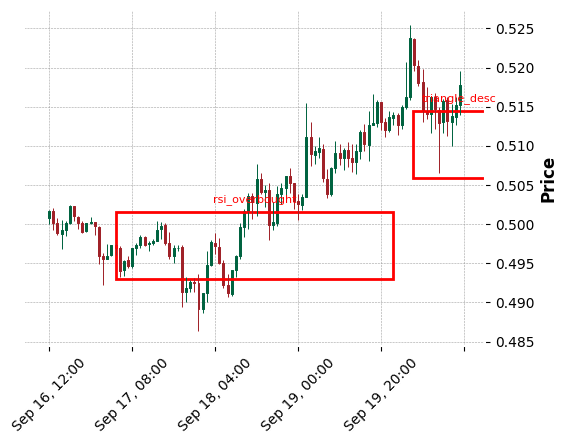 0.525
0.520
triangle_desc
0.515
0.510
0.505
rsi_overbought
0.500
0.495
0.490
0.485
Price
Sep 16, 12:00
Sep 17, 08:00
Sep 18, 04:00
Sep 19, 00:00
Sep 19, 20:00